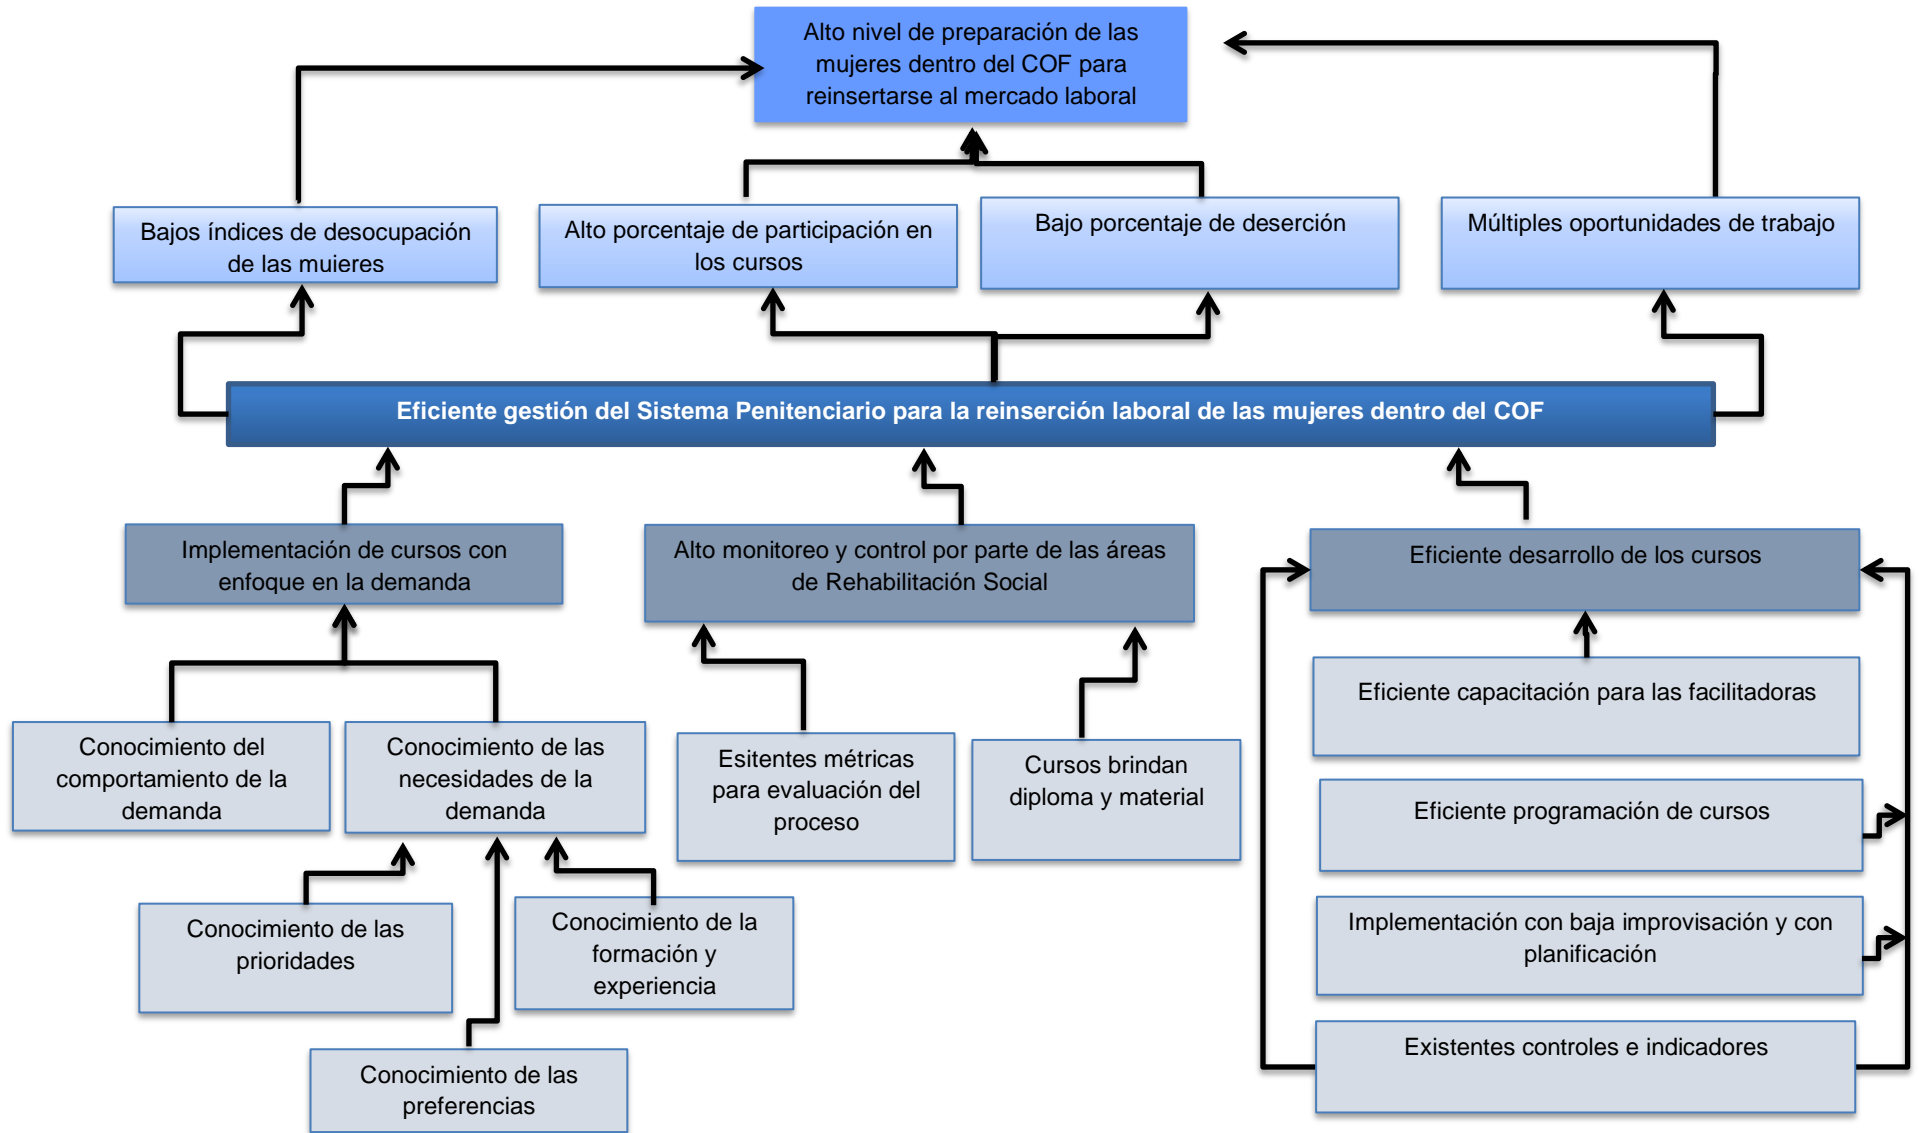 Alto nivel de preparación de las
mujeres dentro del COF para
reinsertarse al mercado laboral
Bajos índices de desocupación
de las mujeres
Alto porcentaje de participación en
los cursos
Bajo porcentaje de deserción
Múltiples oportunidades de trabajo
Eficiente gestión del Sistema Penitenciario para la reinserción laboral de las mujeres dentro del COF
Implementación de cursos con
enfoque en la demanda
Alto monitoreo y control por parte de las áreas
de Rehabilitación Social
Eficiente desarrollo de los cursos
Eficiente capacitación para las facilitadoras
Conocimiento del
comportamiento de la
demanda
Conocimiento de las
necesidades de la
demanda
Esitentes métricas
para evaluación del
proceso
Cursos brindan
diploma y material
Eficiente programación de cursos
Conocimiento de las
prioridades
Conocimiento de la
formación y
experiencia
Implementación con baja improvisación y con
planificación
Existentes controles e indicadores
Conocimiento de las
preferencias